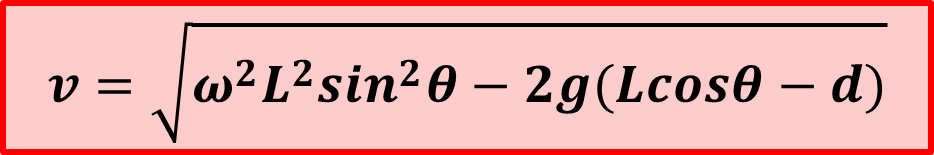 v = √(ω²L²sin²θ − 2g(Lcosθ − d))